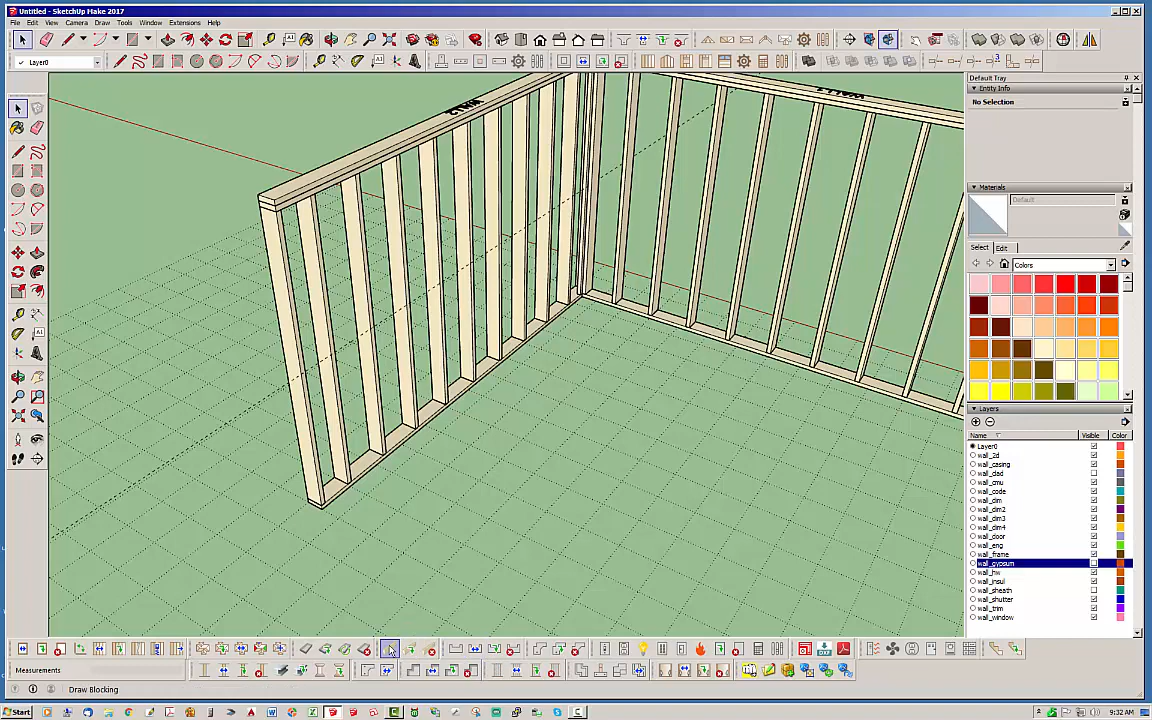 Untitled - SketchUp Make 2017
File Edit View Camera Draw Tools Window Extensions Help
Layer0
Default Tray
Entity Info
No Selection
Materials
Default
Select Edit
Colors
Layers
Name Visible Color
Layer0
wall_2d
wall_casing
wall_clad
wall_cmu
wall_code
wall_dim
wall_dim2
wall_dim3
wall_dim4
wall_door
wall_eng
wall_frame
wall_gypsum
wall_hw
wall_insul
wall_sheath
wall_shutter
wall_trim
wall_window
Measurements
Draw Blocking
Start
9:32 AM